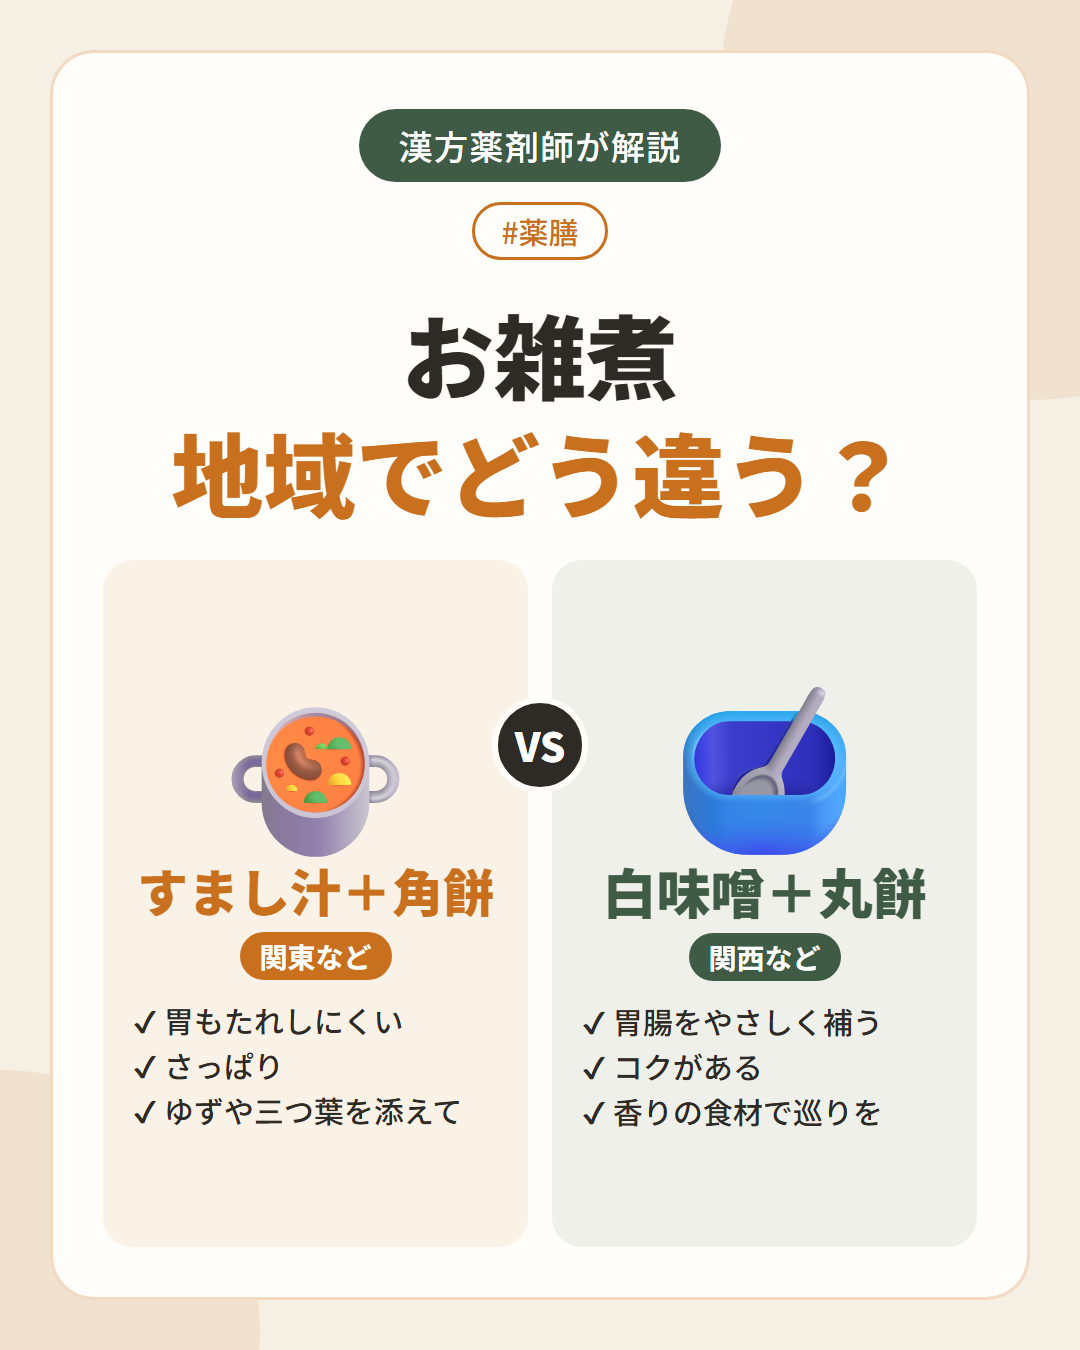 漢方薬剤師が解説
#薬膳
お雑煮
地域でどう違う？
VS
すまし汁＋角餅
関東など
✓胃もたれしにくい
✓さっぱり
✓ゆずや三つ葉を添えて
白味噌＋丸餅
関西など
✓胃腸をやさしく補う
✓コクがある
✓香りの食材で巡りを